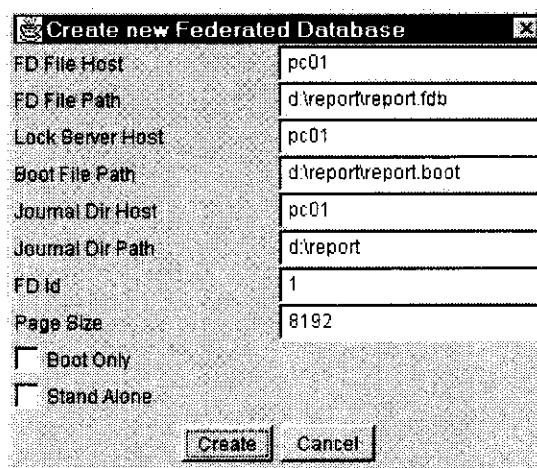 Create new Federated Database
FD File Host pc01
FD File Path d:\report\report.fdb
Lock Server Host pc01
Boot File Path d:\report\report.boot
Journal Dir Host pc01
Journal Dir Path d:\report
FD Id 1
Page Size 8192
Boot Only
Stand Alone
Create Cancel